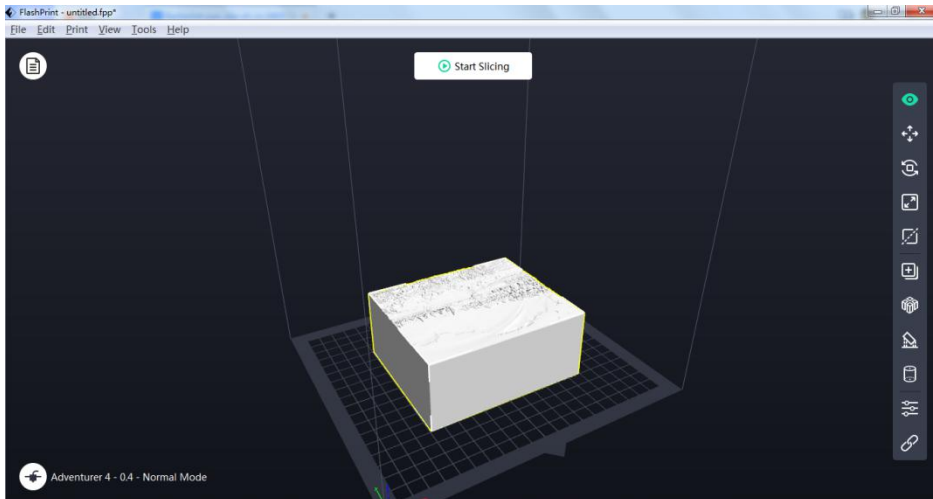 FlashPrint - untitled.fpp*
File Edit Print View Tools Help
Start Slicing
Adventurer 4 - 0.4 - Normal Mode